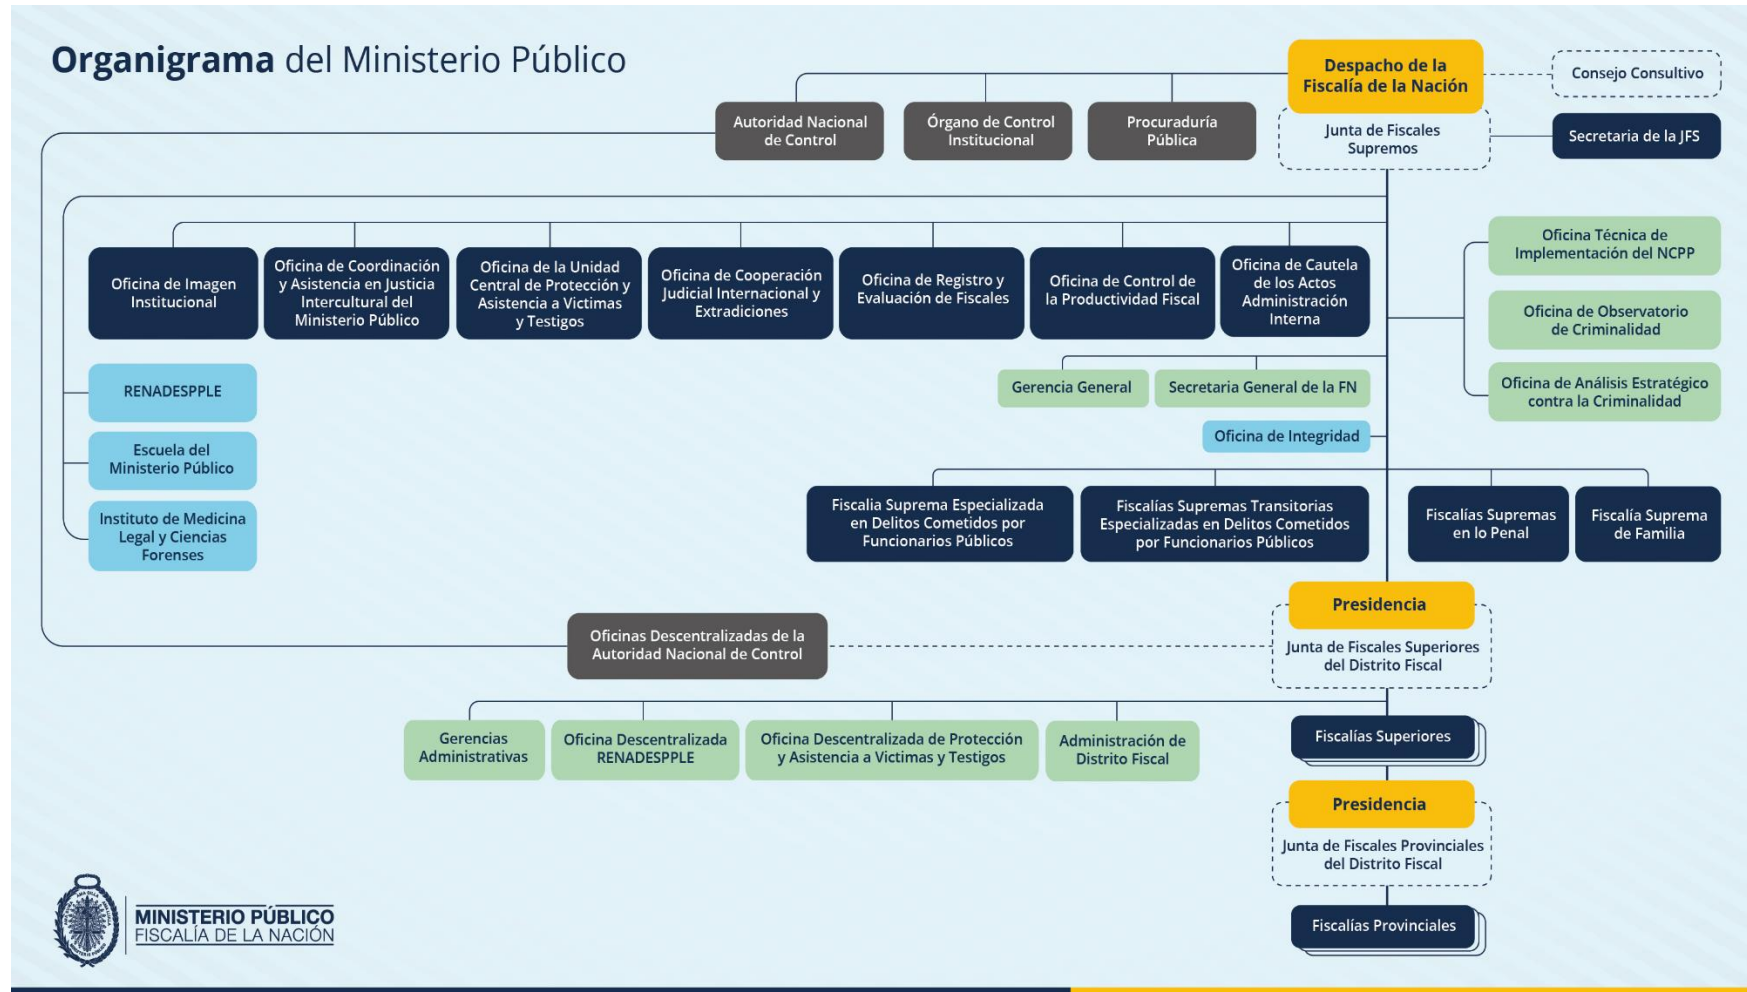 Organigrama del Ministerio Público
Despacho de la
Fiscalía de la Nación
Consejo Consultivo
Autoridad Nacional
de Control
Órgano de Control
Institucional
Procuraduría
Pública
Junta de Fiscales
Supremos
Secretaria de la JFS
Oficina de Imagen
Institucional
Oficina de Coordinación
y Asistencia en Justicia
Intercultural del
Ministerio Público
Oficina de la Unidad
Central de Protección y
Asistencia a Victimas
y Testigos
Oficina de Cooperación
Judicial Internacional y
Extradiciones
Oficina de Registro y
Evaluación de Fiscales
Oficina de Control de
la Productividad Fiscal
Oficina de Cautela
de los Actos
Administración
Interna
Oficina Técnica de
Implementación del NCPP
Oficina de Observatorio
de Criminalidad
Oficina de Análisis Estratégico
contra la Criminalidad
Gerencia General
Secretaria General de la FN
Oficina de Integridad
RENADESPPLE
Escuela del
Ministerio Público
Instituto de Medicina
Legal y Ciencias
Forenses
Fiscalia Suprema Especializada
en Delitos Cometidos por
Funcionarios Públicos
Fiscalías Supremas Transitorias
Especializadas en Delitos Cometidos
por Funcionarios Públicos
Fiscalías Supremas
en lo Penal
Fiscalía Suprema
de Familia
Presidencia
Junta de Fiscales Superiores
del Distrito Fiscal
Oficinas Descentralizadas de la
Autoridad Nacional de Control
Gerencias
Administrativas
Oficina Descentralizada
RENADESPPLE
Oficina Descentralizada de Protección
y Asistencia a Victimas y Testigos
Administración de
Distrito Fiscal
Fiscalías Superiores
Presidencia
Junta de Fiscales Provinciales
del Distrito Fiscal
Fiscalías Provinciales
MINISTERIO PÚBLICO
FISCALÍA DE LA NACIÓN